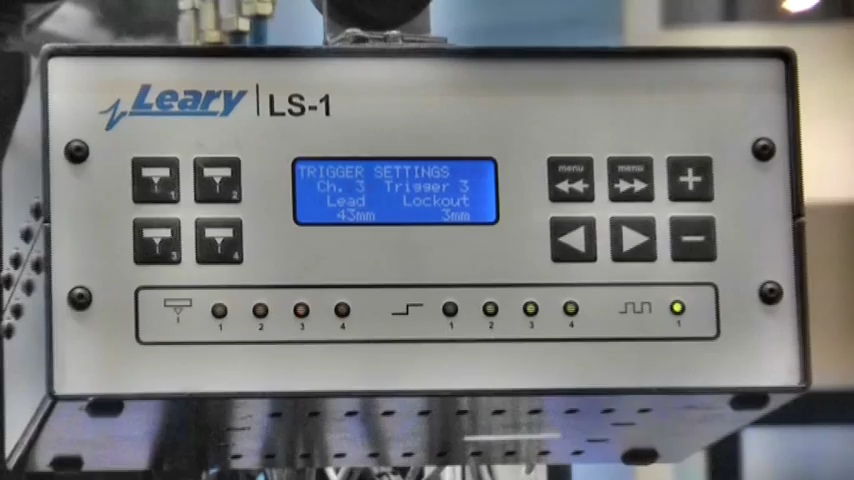 Leary LS-1
TRIGGER SETTINGS
Ch. 3 Trigger 3
Lead Lockout
43mm 3mm
1 2
3 4
menu menu +
−
1 1 2 3 4 1 2 3 4 1